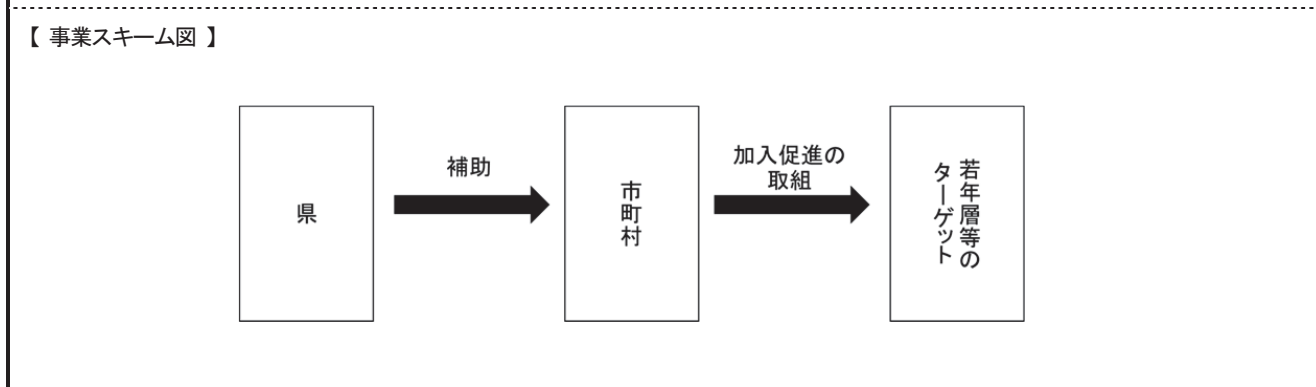 【 事業スキーム図 】
県
補助
市町村
加入促進の
取組
若年層等の
ターゲット